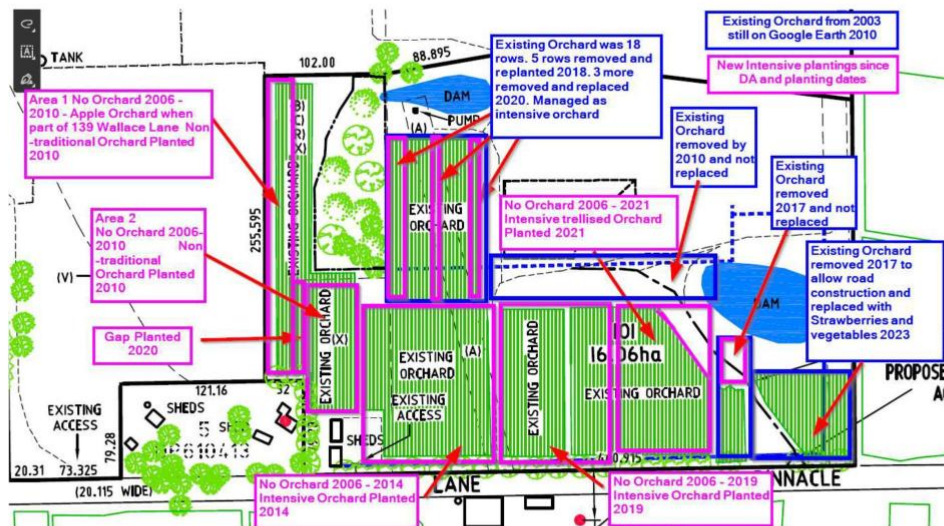 TANK
102.00
88.895
Existing Orchard was 18
rows. 5 rows removed and
replanted 2018. 3 more
removed and replaced
2020. Managed as
intensive orchard
Existing Orchard from 2003
still on Google Earth 2010
New Intensive plantings since
DA and planting dates
Area 1 No Orchard 2006 -
2010 - Apple Orchard when
part of 139 Wallace Lane Non
-traditional Orchard Planted
2010
DAM
PUMP
(A)
Existing
Orchard
removed by
2010 and not
replaced
Existing
Orchard
removed
2017 and not
replaced
EXISTING ORCHARD
EXISTING
ORCHARD
No Orchard 2006 - 2021
Intensive trellised Orchard
Planted 2021
Area 2
No Orchard 2006-
2010 Non
-traditional
Orchard Planted
2010
255.595
(V)
Existing Orchard
removed 2017 to
allow road
construction and
replaced with
Strawberries and
vegetables 2023
DAM
Gap Planted
2020
EXISTING ORCHARD
(X)
EXISTING
ORCHARD
(A)
EXISTING ORCHARD
101
16.06ha
EXISTING ORCHARD
PROPOSE
121.16
32
EXISTING
ACCESS
SHEDS
SHEDS
5
EXISTING
ACCESS
79.28
20.31
73.325
(20.115 WIDE)
LANE
NNACLE
No Orchard 2006 - 2014
Intensive Orchard Planted
2014
No Orchard 2006 - 2019
Intensive Orchard Planted
2019